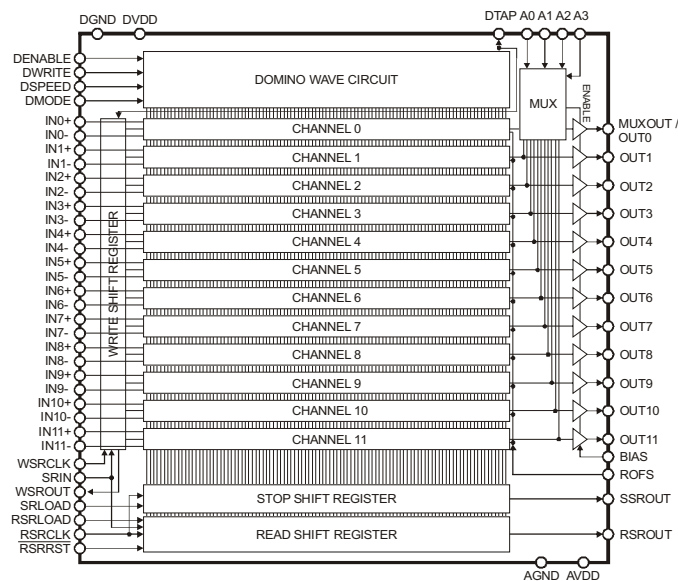 DGND DVDD DTAP A0 A1 A2 A3
DENABLE
DWRITE
DSPEED
DMODE
DOMINO WAVE CIRCUIT
MUX
ENABLE
IN0+
IN0-
IN1+
IN1-
IN2+
IN2-
IN3+
IN3-
IN4+
IN4-
IN5+
IN5-
IN6+
IN6-
IN7+
IN7-
IN8+
IN8-
IN9+
IN9-
IN10+
IN10-
IN11+
IN11-
WSRCLK
SRIN
WSROUT
SRLOAD
RSRLOAD
RSRCLK
RSRRST
WRITE SHIFT REGISTER
CHANNEL 0
CHANNEL 1
CHANNEL 2
CHANNEL 3
CHANNEL 4
CHANNEL 5
CHANNEL 6
CHANNEL 7
CHANNEL 8
CHANNEL 9
CHANNEL 10
CHANNEL 11
STOP SHIFT REGISTER
READ SHIFT REGISTER
MUXOUT /
OUT0
OUT1
OUT2
OUT3
OUT4
OUT5
OUT6
OUT7
OUT8
OUT9
OUT10
OUT11
BIAS
ROFS
SSROUT
RSROUT
AGND AVDD